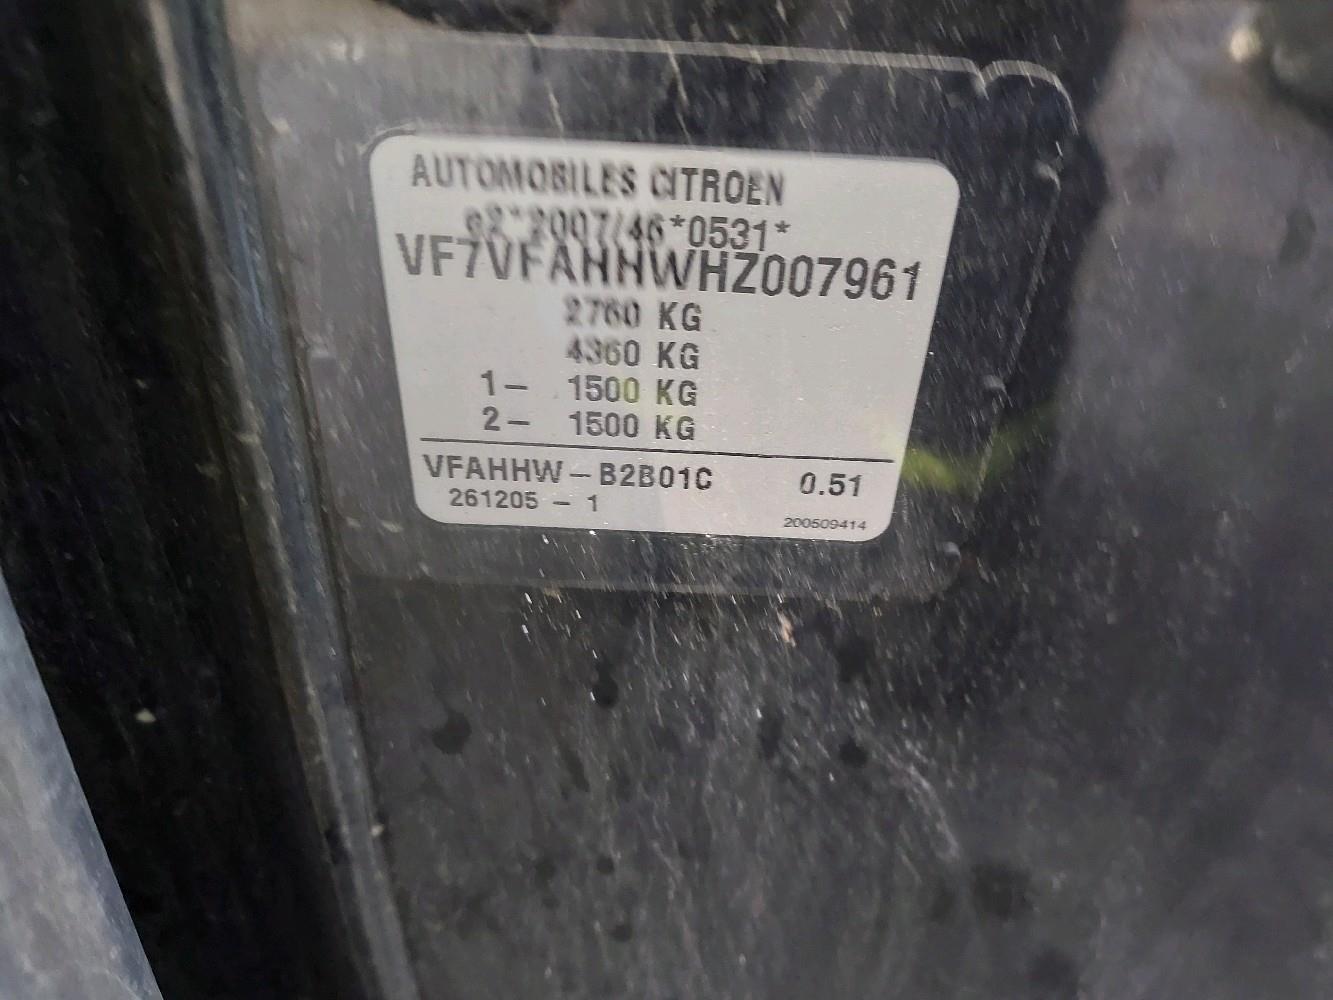 AUTOMOBILES CITROEN
e2*2007/46*0531*
VF7VFAHHWHZ007961
2760 KG
4360 KG
1- 1500 KG
2- 1500 KG
VFAHHW-B2B01C 0.51
261205 - 1 200509414